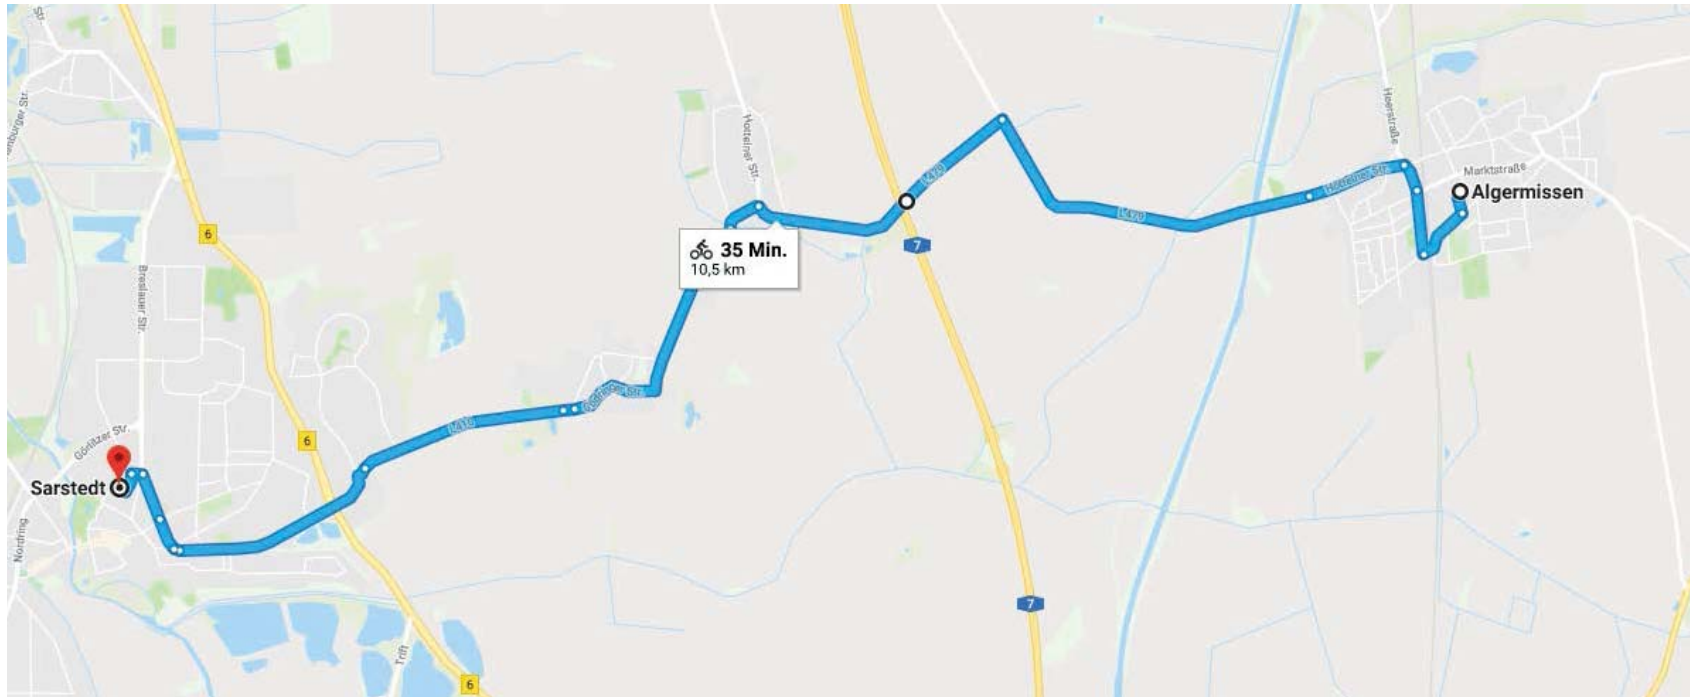 Str.
Heerstraße
Hotteiner Str.
Marktstraße
Algermissen
L410
6
7
35 Min.
10,5 km
Breslauer Str.
6
L410
Görlitzer Str.
Sarstedt
Nordring
7
Trift
6